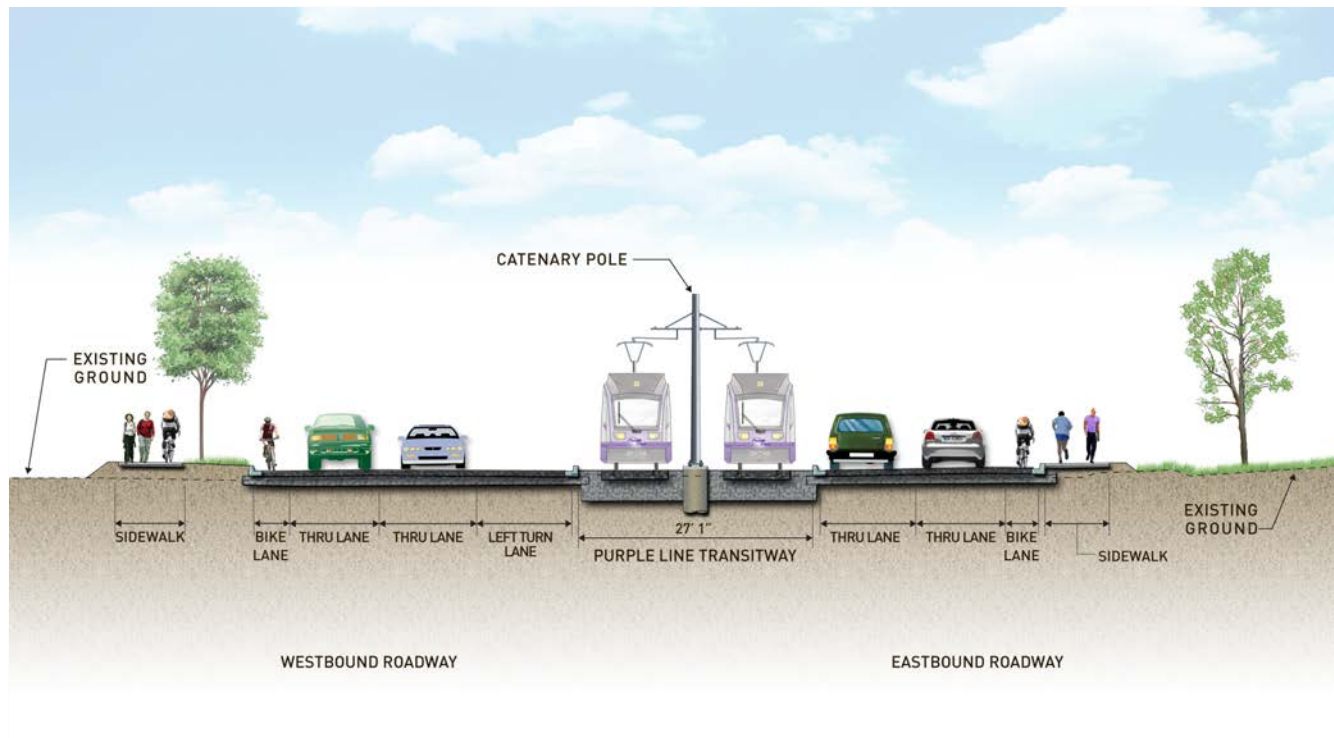 CATENARY POLE
EXISTING
GROUND
27' 1"
EXISTING
GROUND
SIDEWALK
BIKE
LANE
THRU LANE
THRU LANE
LEFT TURN
LANE
PURPLE LINE TRANSITWAY
THRU LANE
THRU LANE
BIKE
LANE
SIDEWALK
WESTBOUND ROADWAY
EASTBOUND ROADWAY